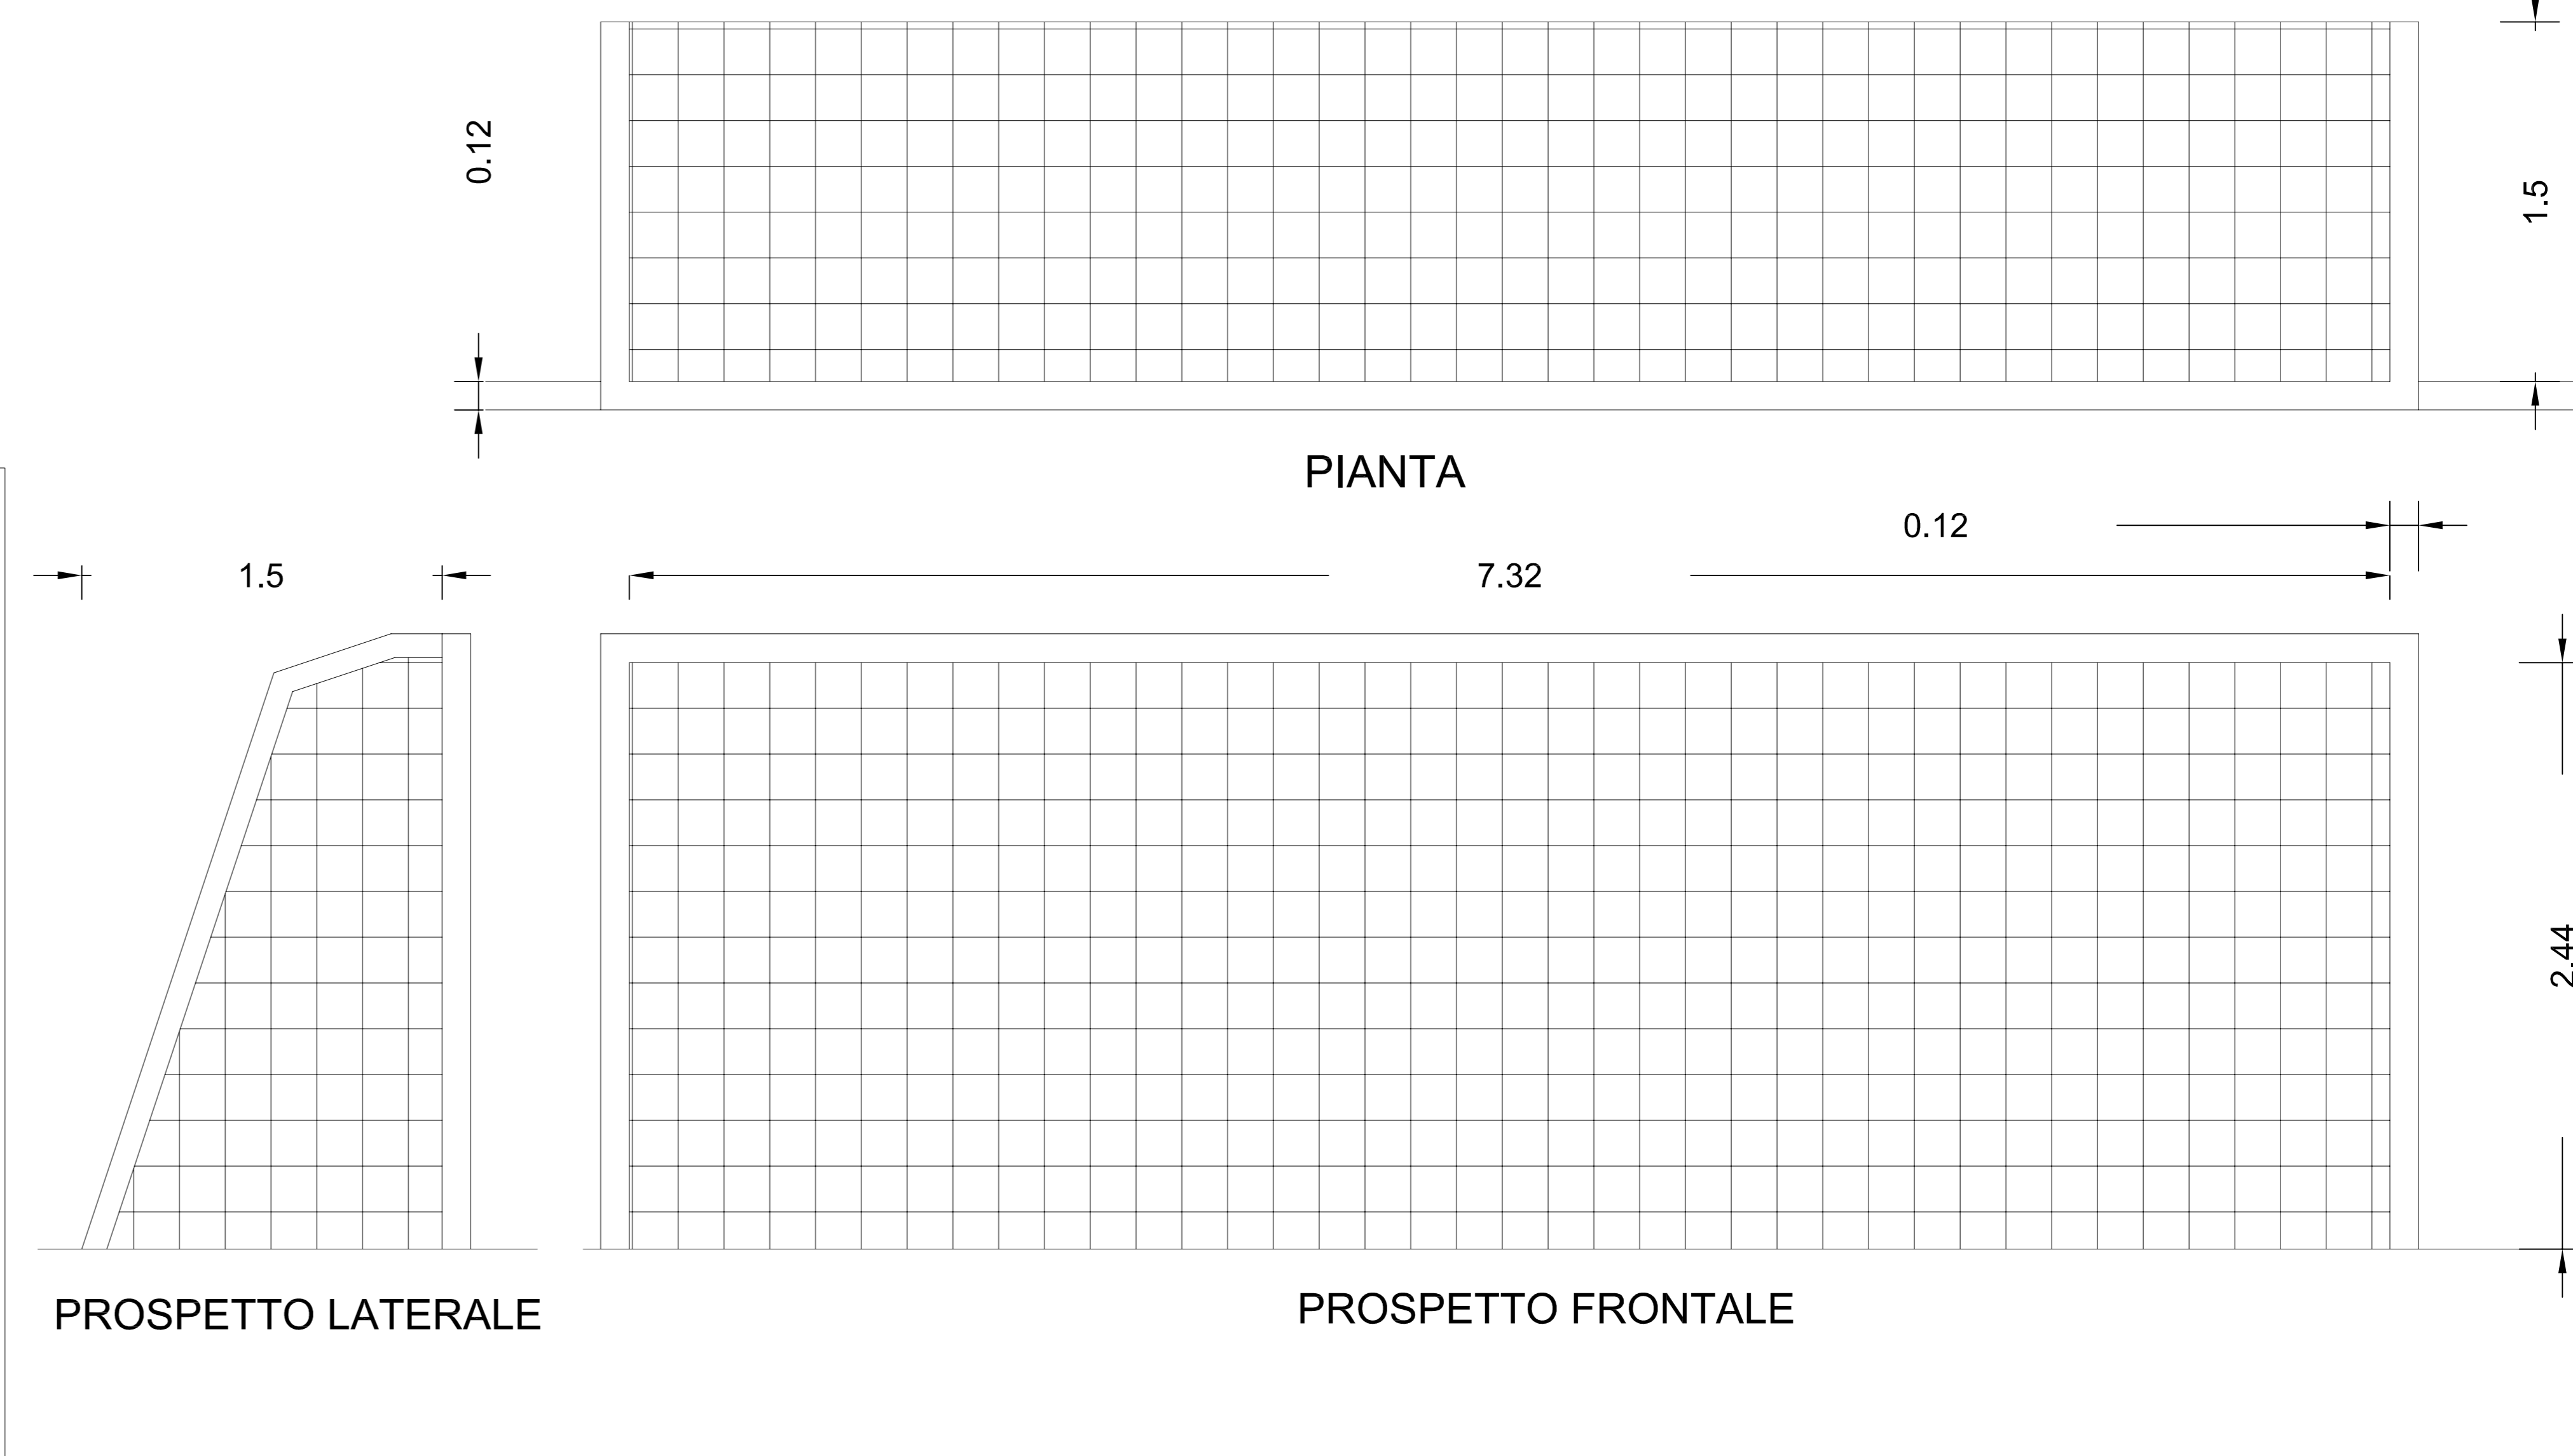 0.12
1.5
PIANTA
0.12
1.5
7.32
2.44
PROSPETTO LATERALE
PROSPETTO FRONTALE